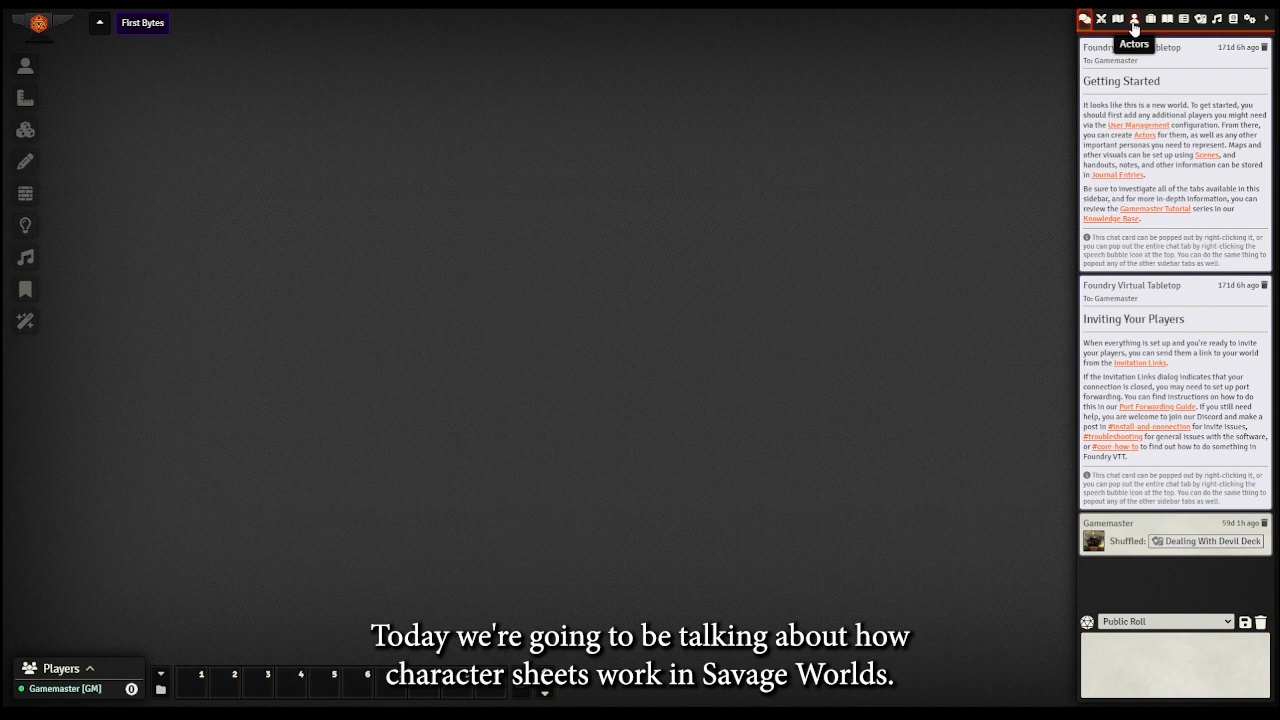 First Bytes
Actors
Foundry
bletop
171d 6h ago
To: Gamemaster
Getting Started
It looks like this is a new world. To get started, you
should first add any additional players you might need
via the User Management configuration. From there,
you can create Actors for them, as well as any other
important personas you need to represent. Maps and
other visuals can be set up using Scenes, and
handouts, notes, and other information can be stored
in Journal Entries.
Be sure to investigate all of the tabs available in this
sidebar, and for more in-depth information, you can
review the Gamemaster Tutorial series in our
Knowledge Base.
This chat card can be popped out by right-clicking it, or
you can pop out the entire chat tab by right-clicking the
speech bubble icon at the top. You can do the same thing to
popout any of the other sidebar tabs as well.
Foundry Virtual Tabletop
171d 6h ago
To: Gamemaster
Inviting Your Players
When everything is set up and you're ready to invite
your players, you can send them a link to your world
from the Invitation Links.
If the Invitation Links dialog indicates that your
connection is closed, you may need to set up port
forwarding. You can find instructions on how to do
this in our Port Forwarding Guide. If you still need
help, you are welcome to join our Discord and make a
post in #install-and-connection for invite issues,
#troubleshooting for general issues with the software,
or #core-how-to to find out how to do something in
Foundry VTT.
This chat card can be popped out by right-clicking it, or
you can pop out the entire chat tab by right-clicking the
speech bubble icon at the top. You can do the same thing to
popout any of the other sidebar tabs as well.
Gamemaster
59d 1h ago
Shuffled: Dealing With Devil Deck
Public Roll
Today we're going to be talking about how
character sheets work in Savage Worlds.
Players
Gamemaster [GM] 0
1 2 3 4 5 6